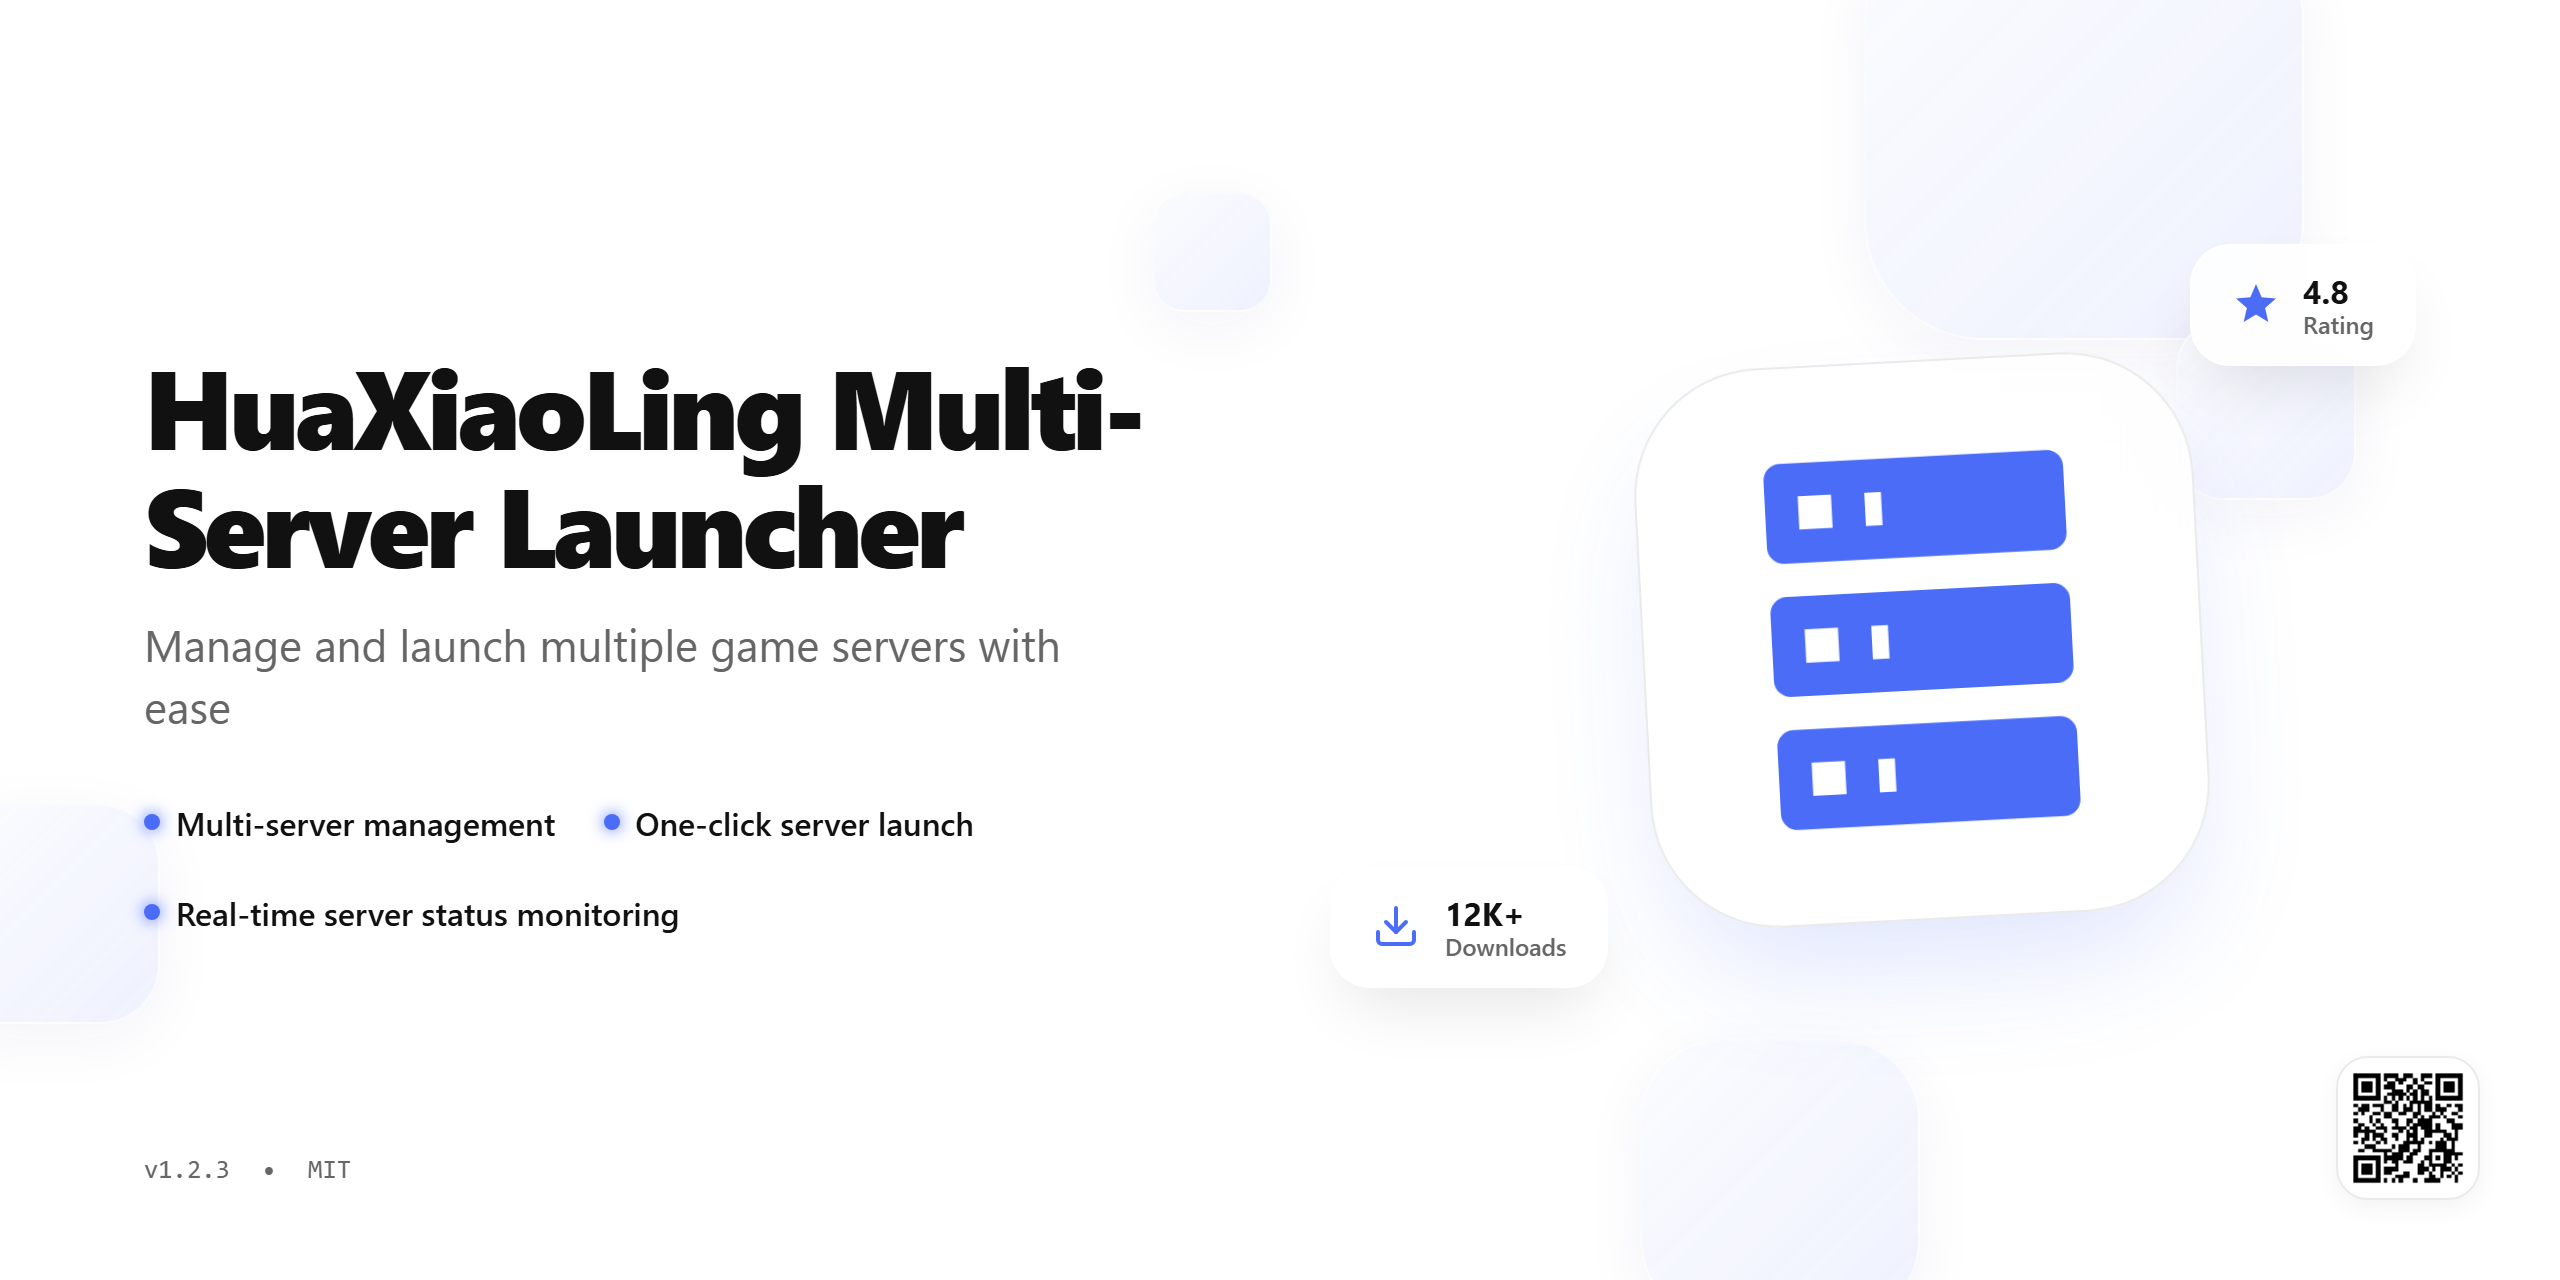 HuaXiaoLing Multi-
Server Launcher
Manage and launch multiple game servers with
ease
Multi-server management
One-click server launch
Real-time server status monitoring
v1.2.3 • MIT
4.8
Rating
12K+
Downloads